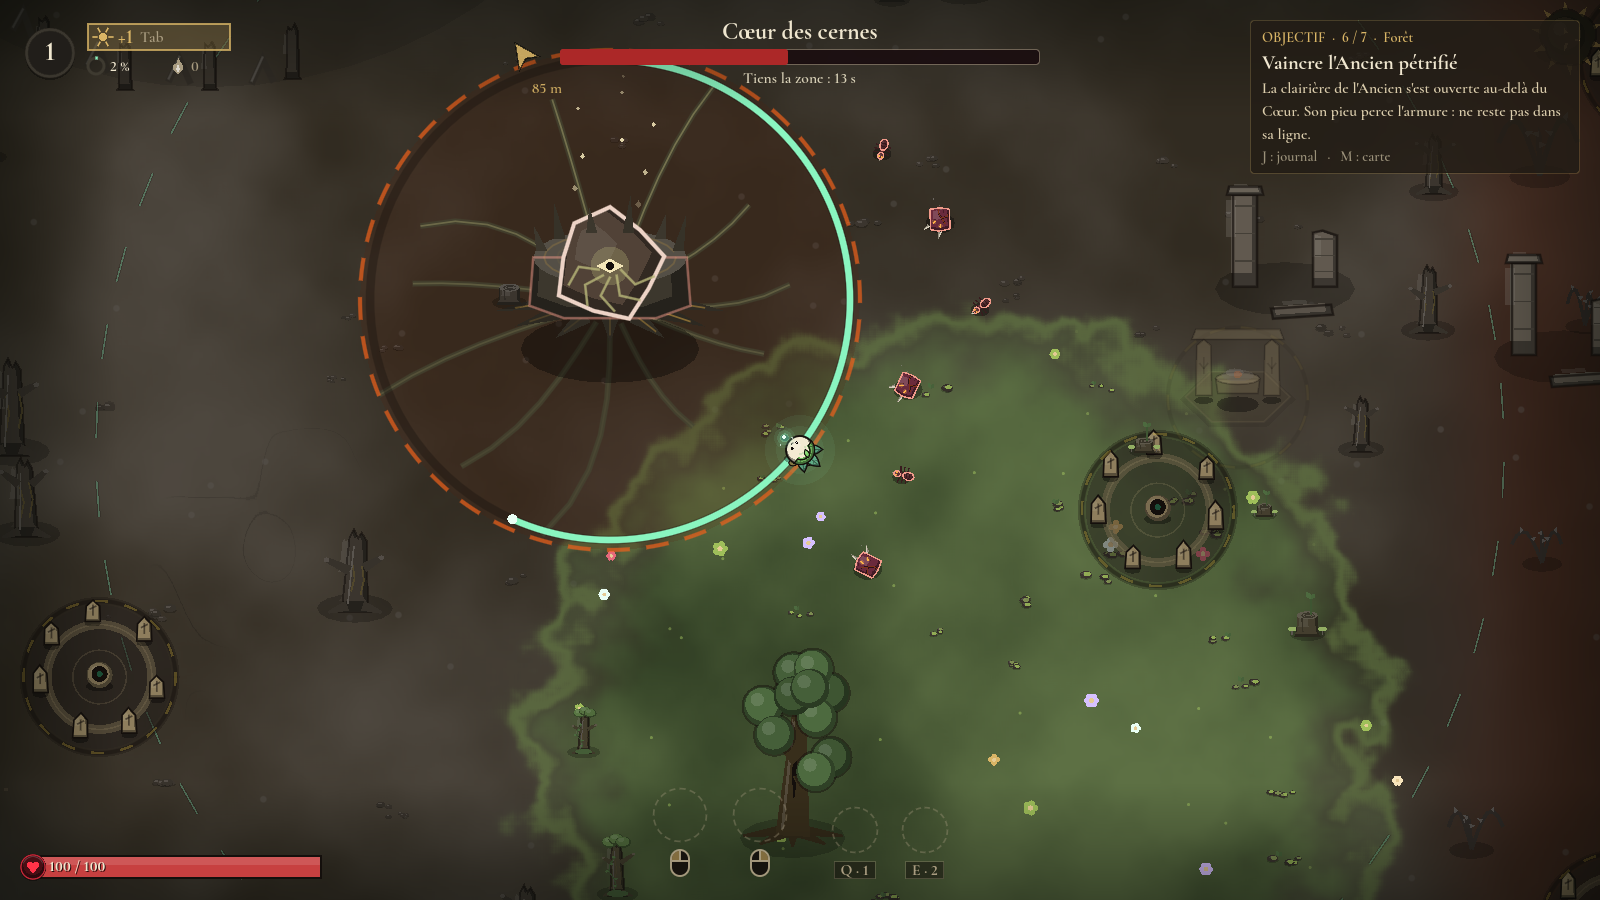 1
+1 Tab
2 %
0
Cœur des cernes
Tiens la zone : 13 s
85 m
OBJECTIF · 6 / 7 · Forêt
Vaincre l'Ancien pétrifié
La clairière de l'Ancien s'est ouverte au-delà du
Cœur. Son pieu perce l'armure : ne reste pas dans
sa ligne.
J : journal · M : carte
100 / 100
Q · 1
E · 2